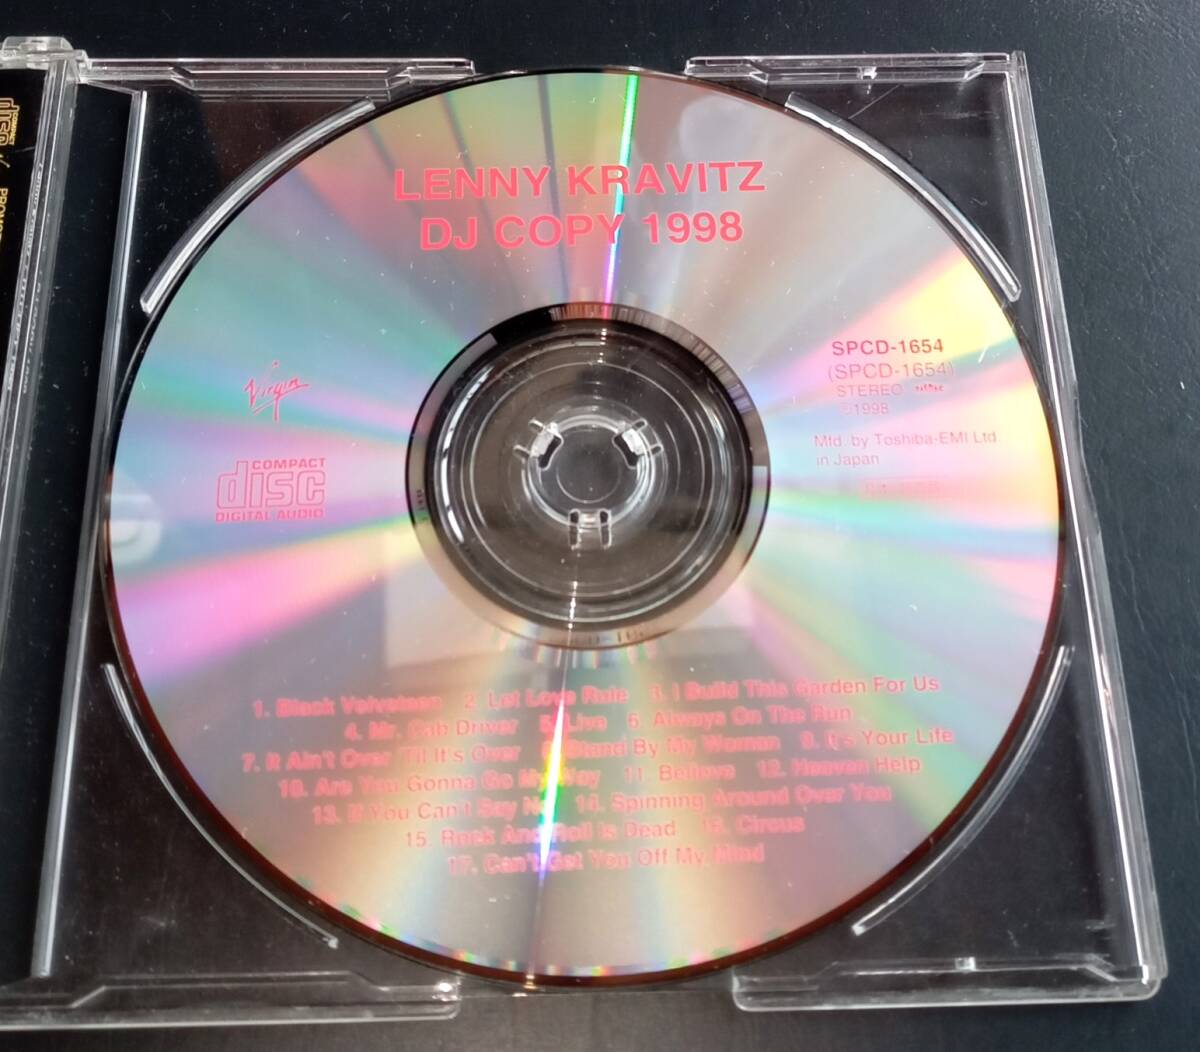 LENNY KRAVITZ
DJ COPY 1998
SPCD-1654
(SPCD-1654)
STEREO
©1998
Mfd. by Toshiba-EMI Ltd.
in Japan
Virgin
COMPACT
disc
DIGITAL AUDIO
1. Black Velveteen 2. Let Love Rule 3. I Build This Garden For Us
4. Mr. Cab Driver 5. Live 6. Always On The Run
7. It Ain't Over 'Til It's Over 8. Stand By My Woman 9. It's Your Life
10. Are You Gonna Go My Way 11. Believe 12. Heaven Help
13. If You Can't Say No 14. Spinning Around Over You
15. Rock And Roll Is Dead 16. Circus
17. Can't Get You Off My Mind
COMPACT
disc